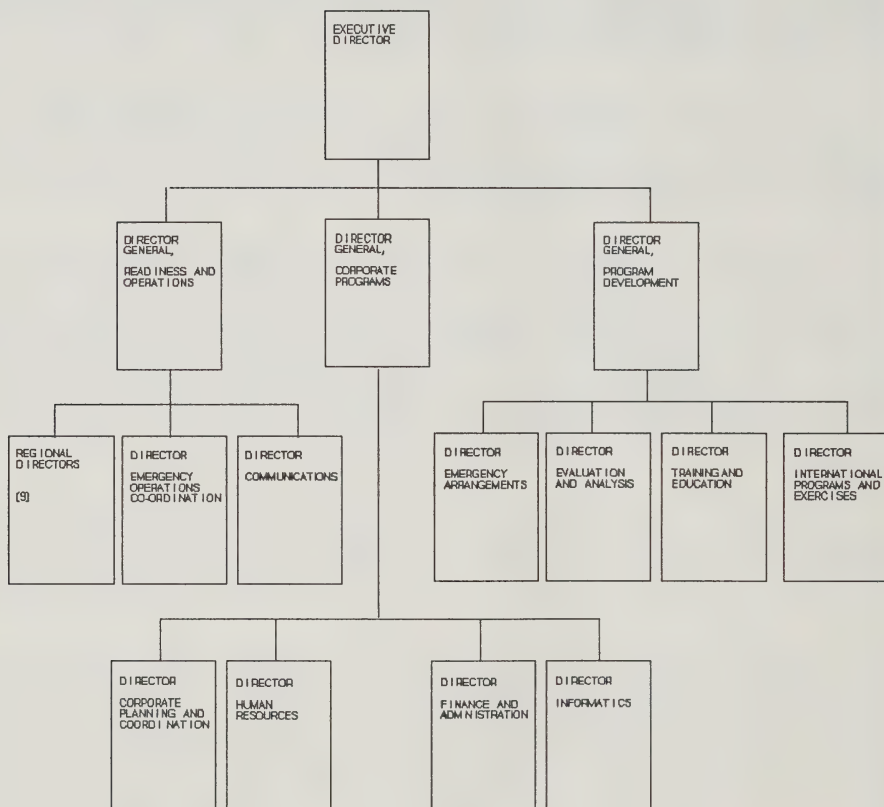 EXECUTIVE
DIRECTOR
DIRECTOR
GENERAL,
READINESS AND
OPERATIONS
DIRECTOR
GENERAL,
CORPORATE
PROGRAMS
DIRECTOR
GENERAL,
PROGRAM
DEVELOPMENT
REGIONAL
DIRECTORS
(9)
DIRECTOR
EMERGENCY
OPERATIONS
CO-ORDINATION
DIRECTOR
COMMUNICATIONS
DIRECTOR
EMERGENCY
ARRANGEMENTS
DIRECTOR
EVALUATION
AND ANALYSIS
DIRECTOR
TRAINING AND
EDUCATION
DIRECTOR
INTERNATIONAL
PROGRAMS AND
EXERCISES
DIRECTOR
CORPORATE
PLANNING AND
COORDINATION
DIRECTOR
HUMAN
RESOURCES
DIRECTOR
FINANCE AND
ADMINISTRATION
DIRECTOR
INFORMATICS